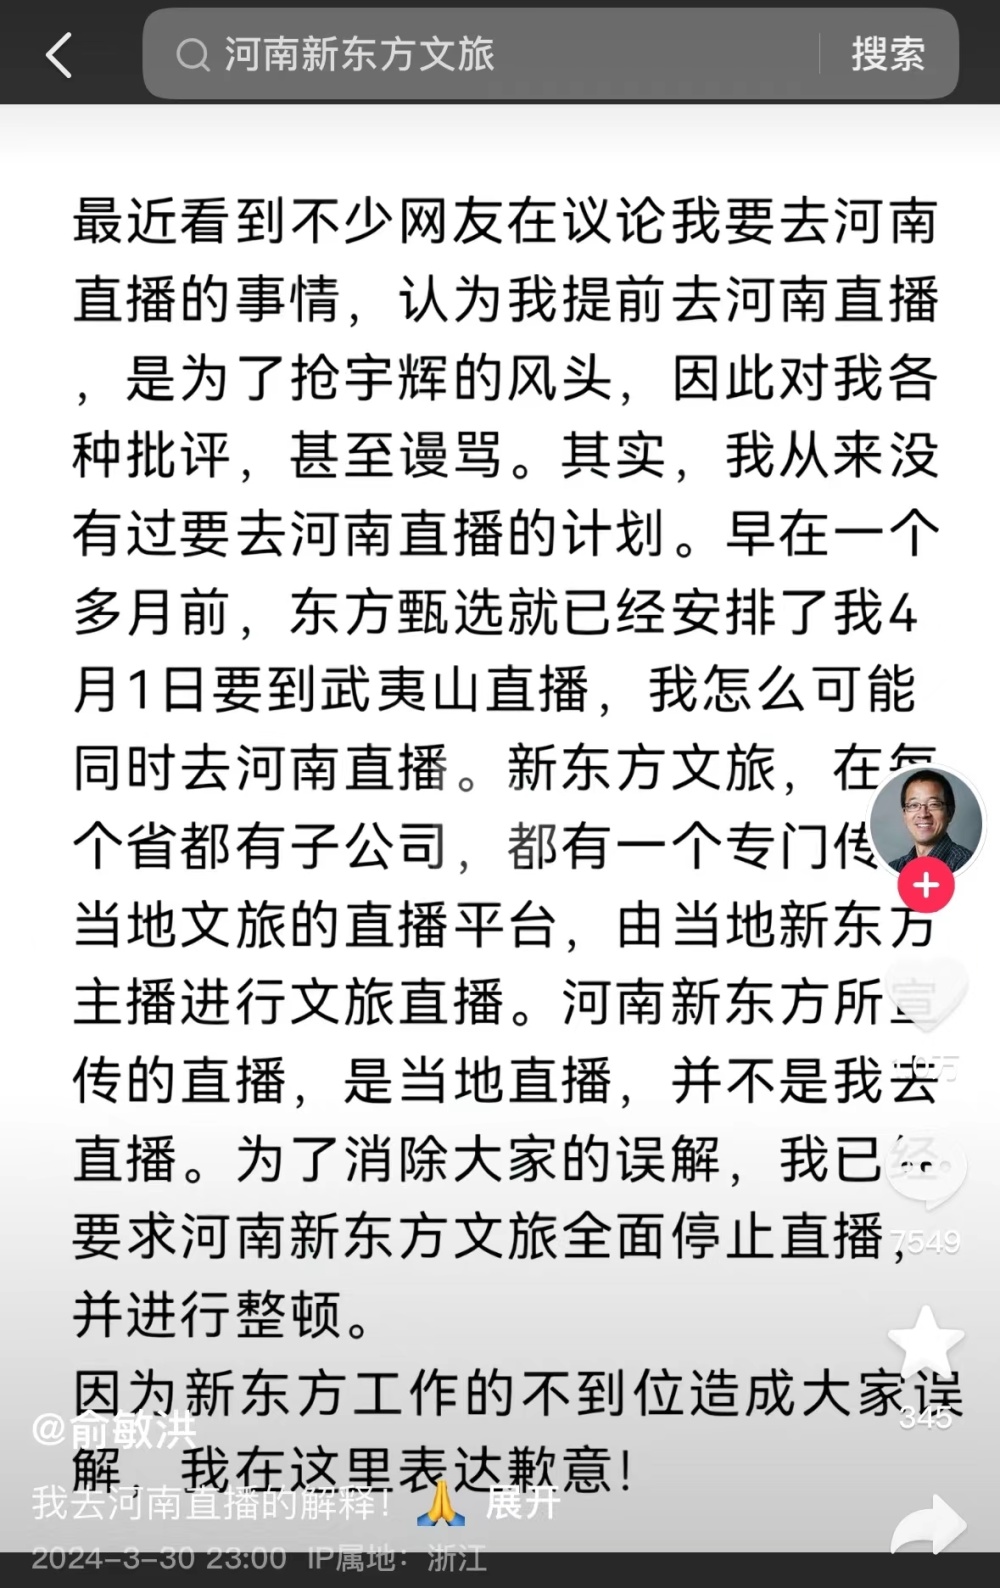 河南新东方文旅
搜索
最近看到不少网友在议论我要去河南
直播的事情，认为我提前去河南直播
，是为了抢宇辉的风头，因此对我各
种批评，甚至谩骂。其实，我从来没
有过要去河南直播的计划。早在一个
多月前，东方甄选就已经安排了我4
月1日要到武夷山直播，我怎么可能
同时去河南直播。新东方文旅，在每
个省都有子公司，都有一个专门传
当地文旅的直播平台，由当地新东方
主播进行文旅直播。河南新东方所宣
传的直播，是当地直播，并不是我去
直播。为了消除大家的误解，我已经
要求河南新东方文旅全面停止直播，
并进行整顿。
因为新东方工作的不到位造成大家误
解，我在这里表达歉意！
1.0万
7549
345
@俞敏洪
我去河南直播的解释！🙏 展开
2024-3-30 23:00 IP属地：浙江